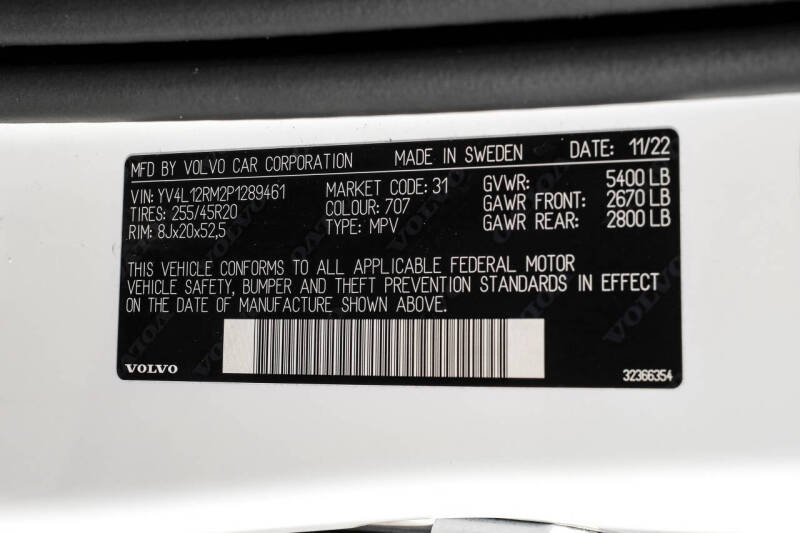 MFD BY VOLVO CAR CORPORATION MADE IN SWEDEN DATE: 11/22
VIN: YV4L12RM2P1289461 MARKET CODE: 31 GVWR: 5400 LB
TIRES: 255/45R20 COLOUR: 707 GAWR FRONT: 2670 LB
RIM: 8Jx20x52,5 TYPE: MPV GAWR REAR: 2800 LB
THIS VEHICLE CONFORMS TO ALL APPLICABLE FEDERAL MOTOR
VEHICLE SAFETY, BUMPER AND THEFT PREVENTION STANDARDS IN EFFECT
ON THE DATE OF MANUFACTURE SHOWN ABOVE.
VOLVO 32366354